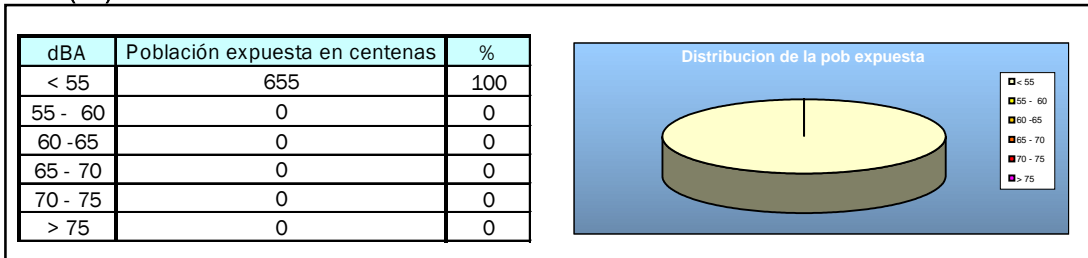 dBA Población expuesta en centenas %
< 55 655 100
55 - 60 0 0
60 -65 0 0
65 - 70 0 0
70 - 75 0 0
> 75 0 0
Distribucion de la pob expuesta
< 55
55 - 60
60 -65
65 - 70
70 - 75
> 75